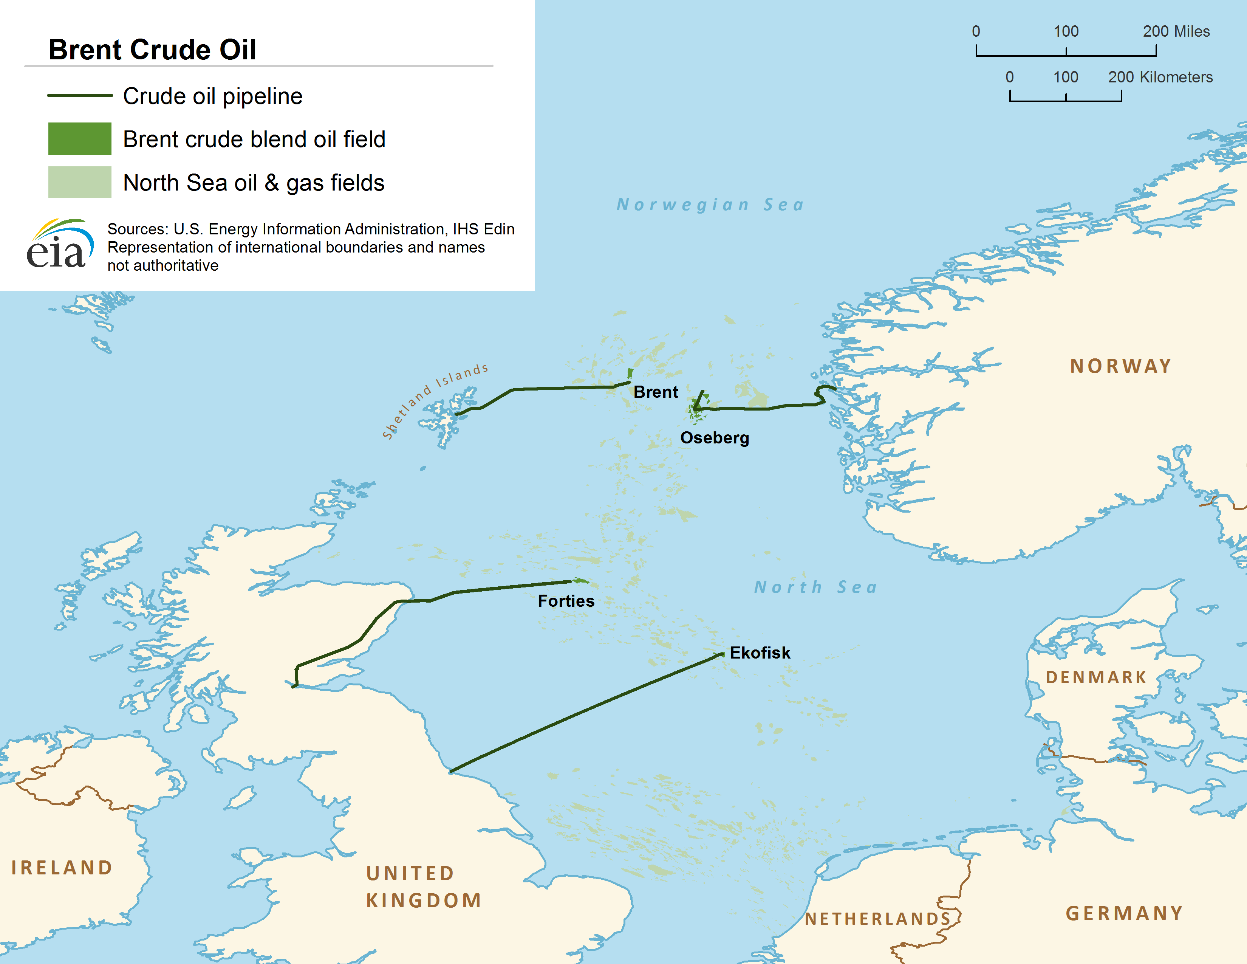 Brent Crude Oil
Crude oil pipeline
Brent crude blend oil field
North Sea oil & gas fields
eia
Sources: U.S. Energy Information Administration, IHS Edin
Representation of international boundaries and names
not authoritative
0 100 200 Miles
0 100 200 Kilometers
Norwegian Sea
NORWAY
Shetland Islands
Brent
Oseberg
North Sea
Forties
Ekofisk
DENMARK
IRELAND
UNITED
KINGDOM
NETHERLANDS
GERMANY